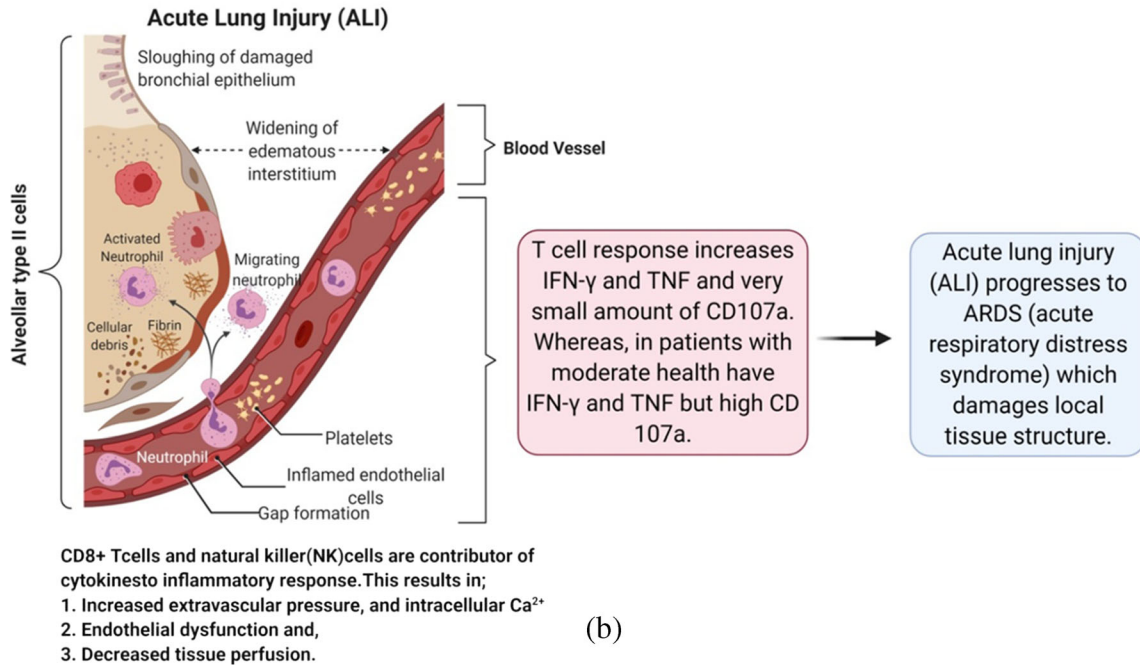 Acute Lung Injury (ALI)
Alveollar type II cells
Sloughing of damaged
bronchial epithelium
Widening of
edematous
interstitium
Blood Vessel
Activated
Neutrophil
Migrating
neutrophil
Cellular
debris
Fibrin
Platelets
Neutrophil
Inflamed endothelial
cells
Gap formation
T cell response increases
IFN-γ and TNF and very
small amount of CD107a.
Whereas, in patients with
moderate health have
IFN-γ and TNF but high CD
107a.
Acute lung injury
(ALI) progresses to
ARDS (acute
respiratory distress
syndrome) which
damages local
tissue structure.
CD8+ Tcells and natural killer(NK)cells are contributor of
cytokinesto inflammatory response.This results in;
1. Increased extravascular pressure, and intracellular Ca²⁺
2. Endothelial dysfunction and,
3. Decreased tissue perfusion.
(b)